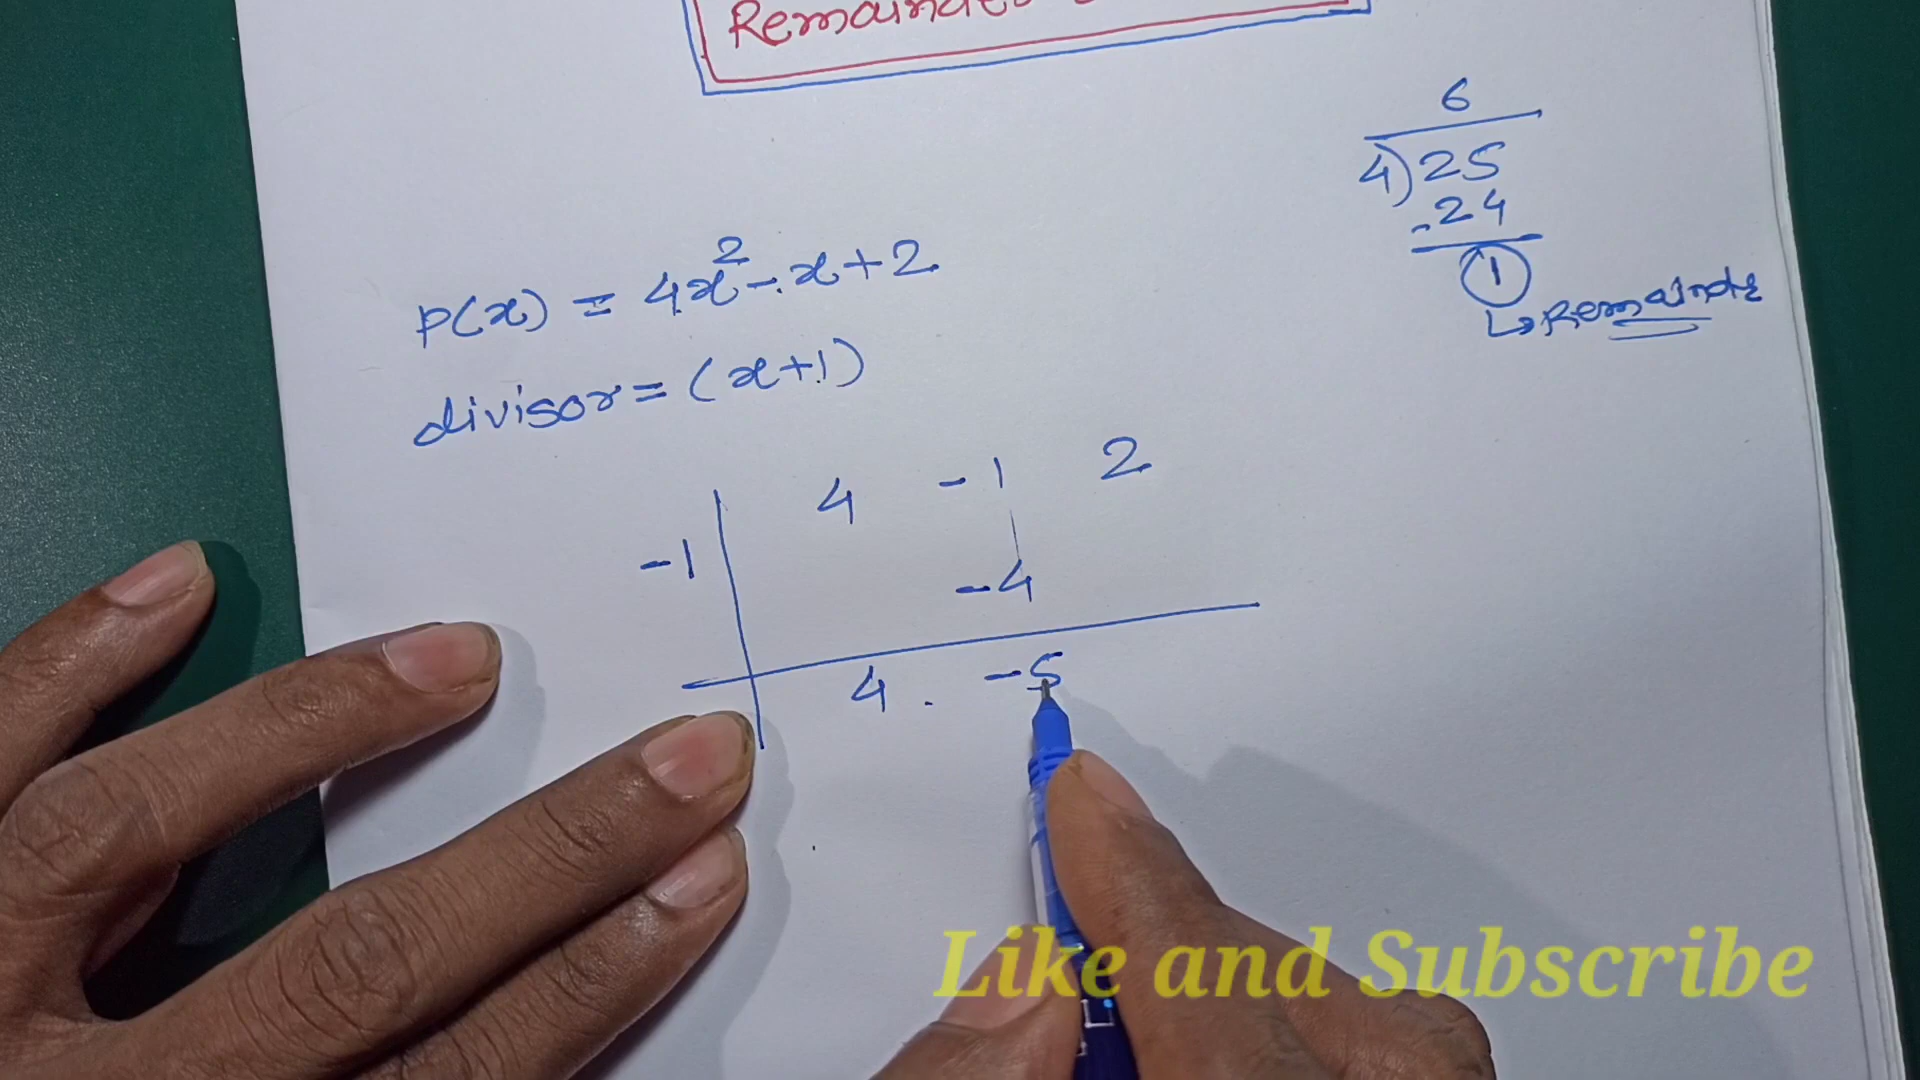 Remainder
6
4)25
-24
1
↳ Remainde
p(x) = 4x²-x+2
divisor = (x+1)
4 -1 2
-1
-4
4 -5
Like and Subscribe